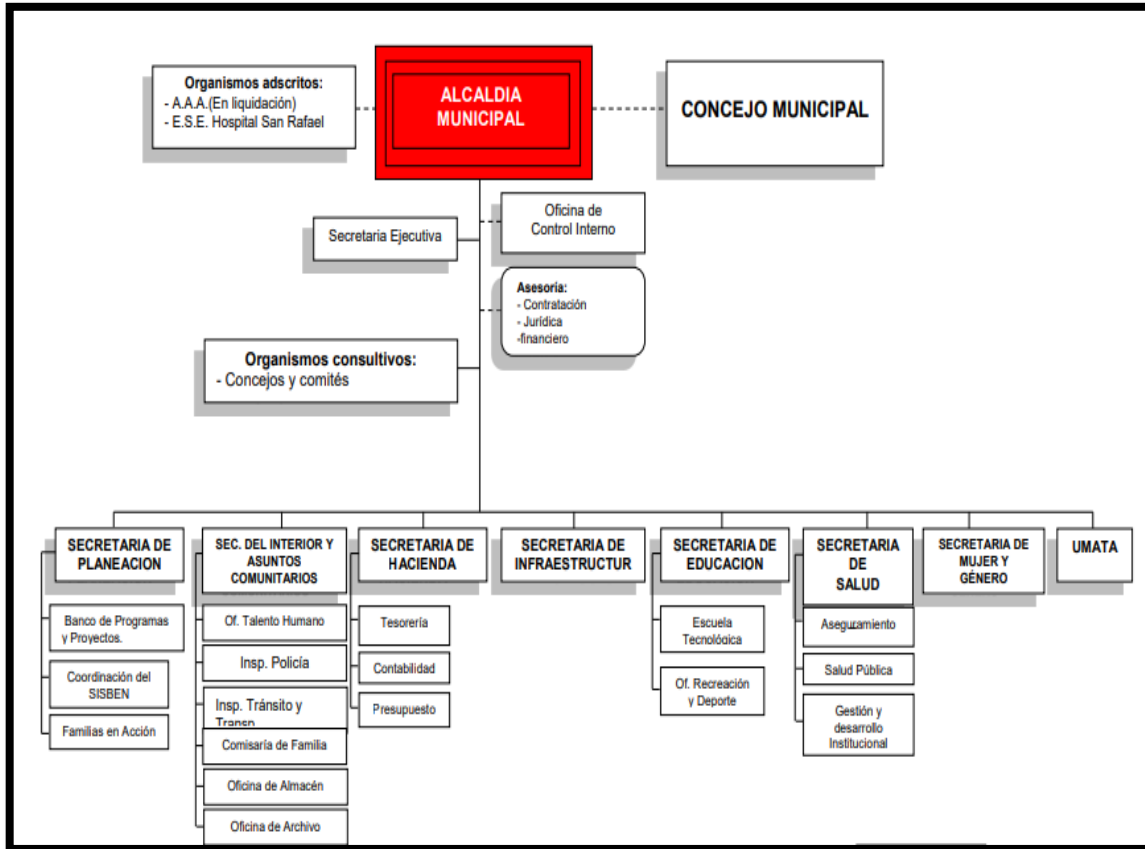 Organismos adscritos:
- A.A.A.(En liquidación)
- E.S.E. Hospital San Rafael
ALCALDIA
MUNICIPAL
CONCEJO MUNICIPAL
Secretaria Ejecutiva
Oficina de
Control Interno
Asesoría:
- Contratación
- Jurídica
-financiero
Organismos consultivos:
- Concejos y comités
SECRETARIA DE
PLANEACION
Banco de Programas
y Proyectos.
Coordinación del
SISBEN
Familias en Acción
SEC. DEL INTERIOR Y
ASUNTOS
COMUNITARIOS
Of. Talento Humano
Insp. Policía
Insp. Tránsito y
Transp
Comisaría de Familia
Oficina de Almacén
Oficina de Archivo
SECRETARIA DE
HACIENDA
Tesorería
Contabilidad
Presupuesto
SECRETARIA DE
INFRAESTRUCTUR
SECRETARIA DE
EDUCACION
Escuela
Tecnológica
Of. Recreación
y Deporte
SECRETARIA
DE
SALUD
Aseguramiento
Salud Pública
Gestión y
desarrollo
Institucional
SECRETARIA DE
MUJER Y
GÉNERO
UMATA